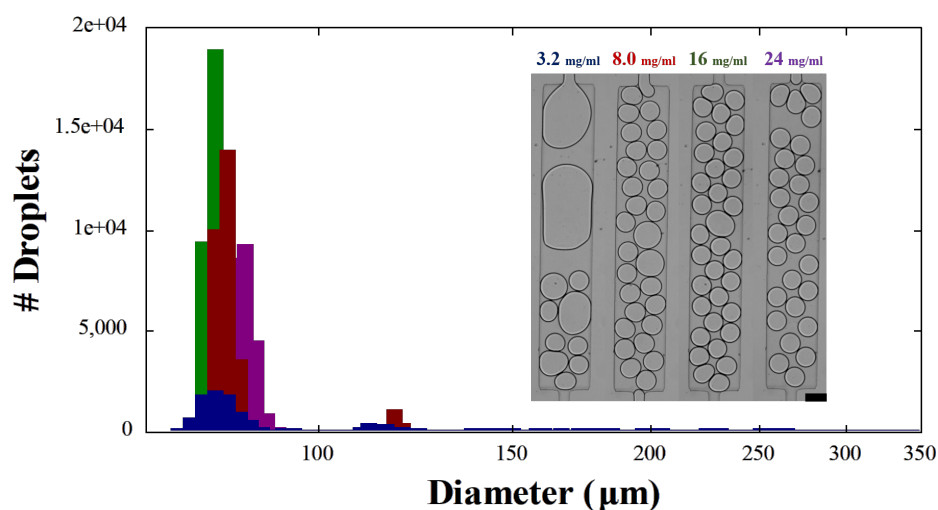 2e+04
1.5e+04
1e+04
5,000
0
# Droplets
3.2 mg/ml 8.0 mg/ml 16 mg/ml 24 mg/ml
100 150 200 250 300 350
Diameter (µm)